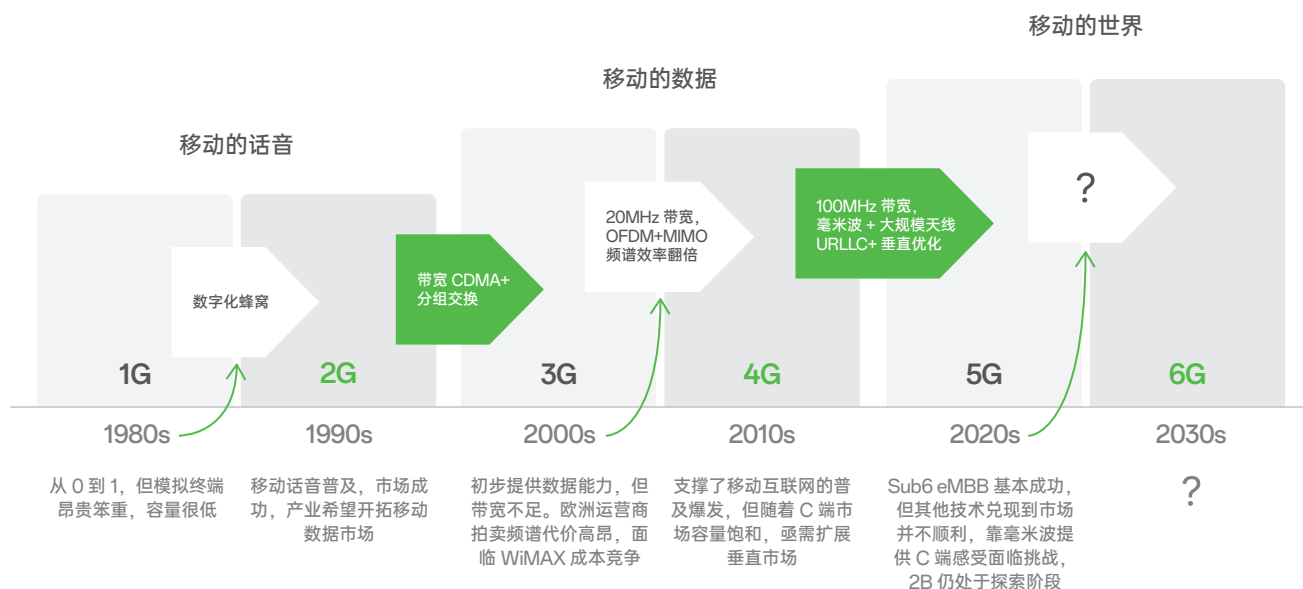 移动的世界
移动的数据
移动的话音
数字化蜂窝
带宽 CDMA+
分组交换
20MHz 带宽，
OFDM+MIMO
频谱效率翻倍
100MHz 带宽，
毫米波 + 大规模天线
URLLC+ 垂直优化
?
1G
2G
3G
4G
5G
6G
1980s
1990s
2000s
2010s
2020s
2030s
从 0 到 1，但模拟终端
昂贵笨重，容量很低
移动话音普及，市场成
功，产业希望开拓移动
数据市场
初步提供数据能力，但
带宽不足。欧洲运营商
拍卖频谱代价高昂，面
临 WiMAX 成本竞争
支撑了移动互联网的普
及爆发，但随着 C 端市
场容量饱和，亟需扩展
垂直市场
Sub6 eMBB 基本成功，
但其他技术兑现到市场
并不顺利，靠毫米波提
供 C 端感受面临挑战，
2B 仍处于探索阶段
?